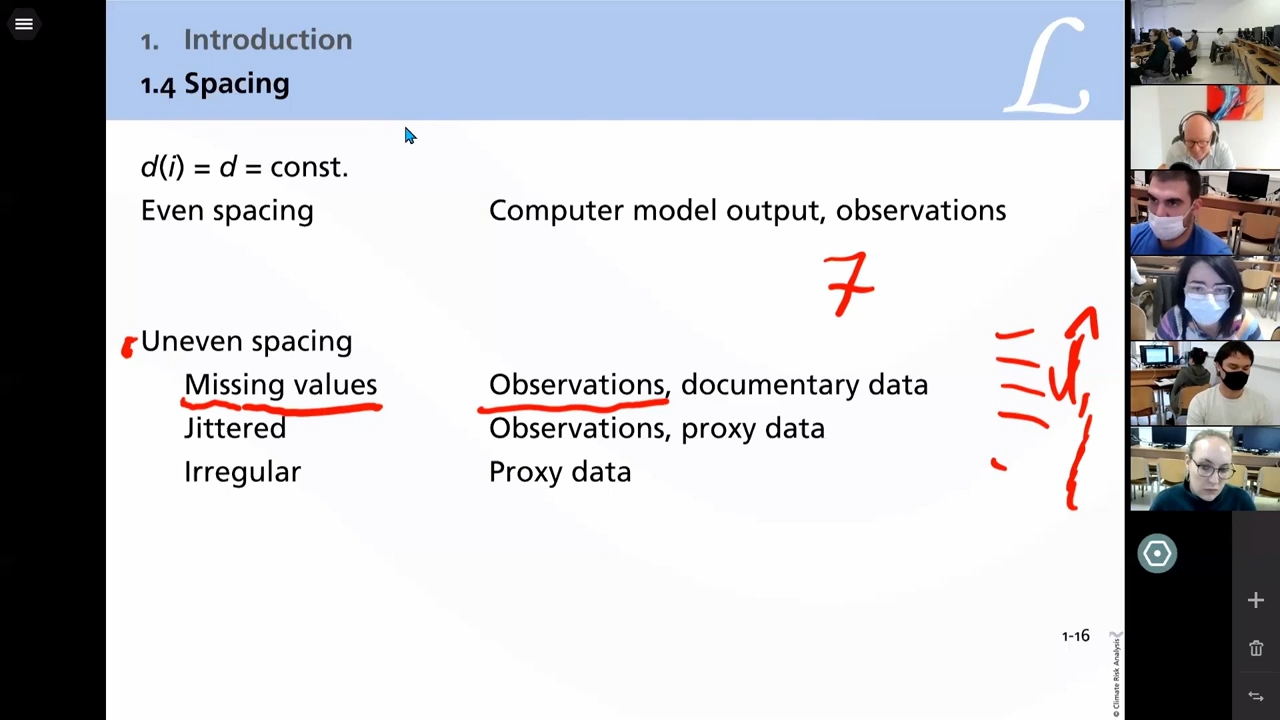 1. Introduction
1.4 Spacing
L
d(i) = d = const.
Even spacing Computer model output, observations
7
Uneven spacing
Missing values Observations, documentary data
Jittered Observations, proxy data
Irregular Proxy data
1-16
© Climate Risk Analysis